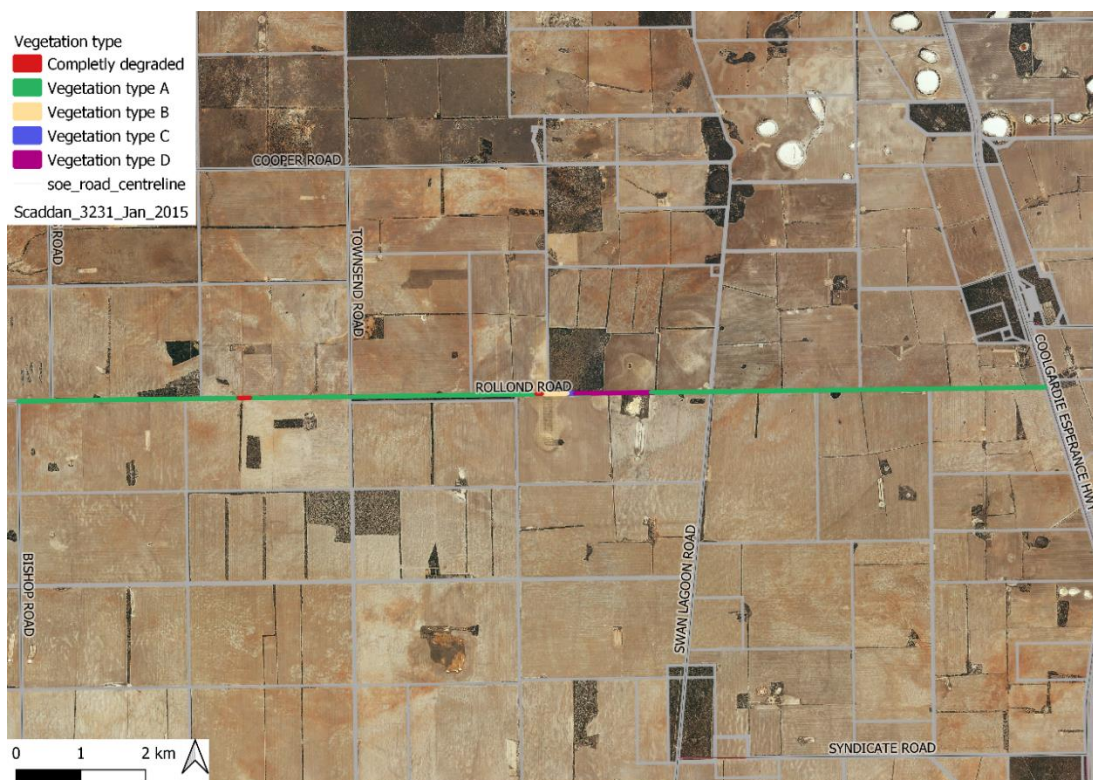 Vegetation type
Completly degraded
Vegetation type A
Vegetation type B
Vegetation type C
Vegetation type D
soe_road_centreline
Scaddan_3231_Jan_2015
COOPER ROAD
ROAD
TOWNSEND ROAD
ROLLOND ROAD
COOLGARDIE ESPERANCE HWY
BISHOP ROAD
SWAN LAGOON ROAD
SYNDICATE ROAD
0 1 2 km